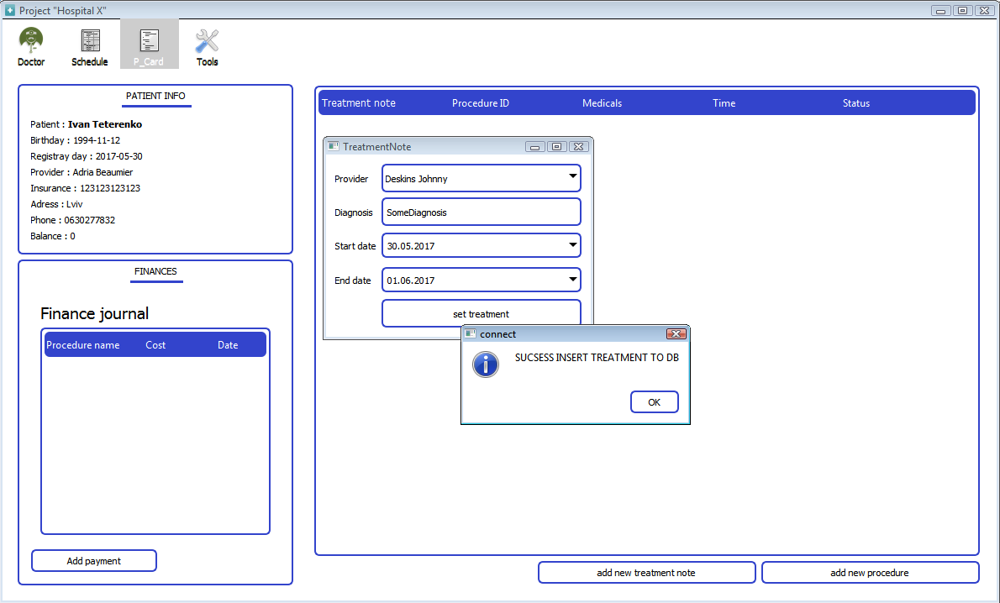 Project "Hospital X"
Doctor
Schedule
P_Card
Tools
PATIENT INFO
Patient : Ivan Teterenko
Birthday : 1994-11-12
Registray day : 2017-05-30
Provider : Adria Beaumier
Insurance : 123123123123
Adress : Lviv
Phone : 0630277832
Balance : 0
FINANCES
Finance journal
Procedure name Cost Date
Add payment
Treatment note Procedure ID Medicals Time Status
TreatmentNote
Provider Deskins Johnny
Diagnosis SomeDiagnosis
Start date 30.05.2017
End date 01.06.2017
set treatment
connect
SUCSESS INSERT TREATMENT TO DB
OK
add new treatment note
add new procedure